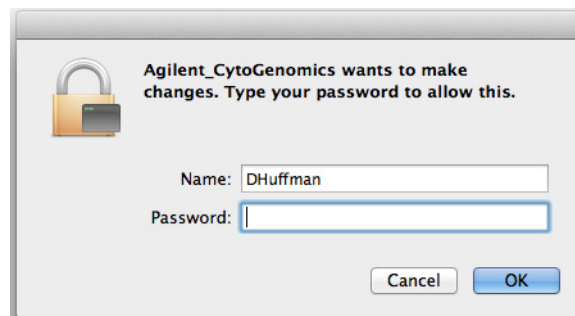 Agilent_CytoGenomics wants to make
changes. Type your password to allow this.
Name: DHuffman
Password:
Cancel OK